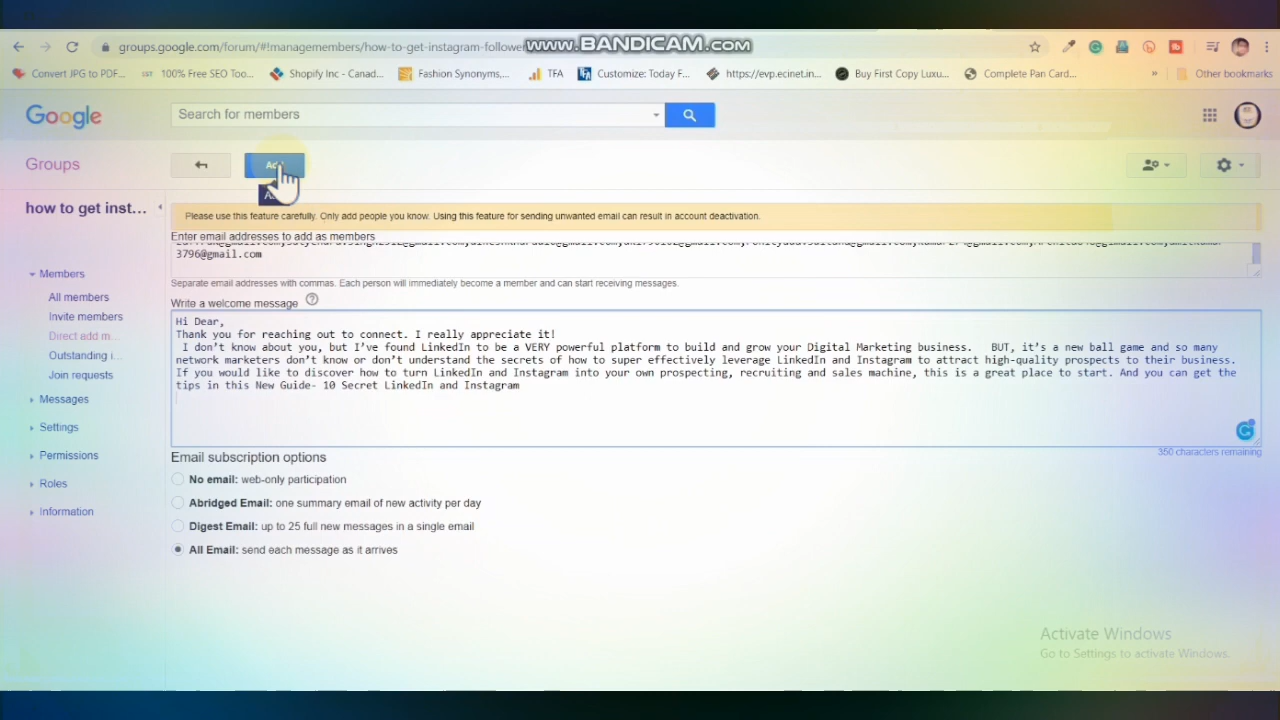 groups.google.com/forum/#!managemembers/how-to-get-instagram-follower
www.BANDICAM.com
Convert JPG to PDF... 100% Free SEO Too... Shopify Inc - Canad... Fashion Synonyms,... TFA Customize: Today F... https://evp.ecinet.in... Buy First Copy Luxu... Complete Pan Card... » Other bookmarks
Google
Search for members
Groups
Add
how to get inst...
Please use this feature carefully. Only add people you know. Using this feature for sending unwanted email can result in account deactivation.
Enter email addresses to add as members
3796@gmail.com
Separate email addresses with commas. Each person will immediately become a member and can start receiving messages.
Members
All members
Invite members
Direct add m...
Outstanding i...
Join requests
Messages
Settings
Permissions
Roles
Information
Write a welcome message
Hi Dear,
Thank you for reaching out to connect. I really appreciate it!
I don't know about you, but I've found LinkedIn to be a VERY powerful platform to build and grow your Digital Marketing business. BUT, it's a new ball game and so many
network marketers don't know or don't understand the secrets of how to super effectively leverage LinkedIn and Instagram to attract high-quality prospects to their business.
If you would like to discover how to turn LinkedIn and Instagram into your own prospecting, recruiting and sales machine, this is a great place to start. And you can get the
tips in this New Guide- 10 Secret LinkedIn and Instagram
350 characters remaining
Email subscription options
No email: web-only participation
Abridged Email: one summary email of new activity per day
Digest Email: up to 25 full new messages in a single email
All Email: send each message as it arrives
Activate Windows
Go to Settings to activate Windows.